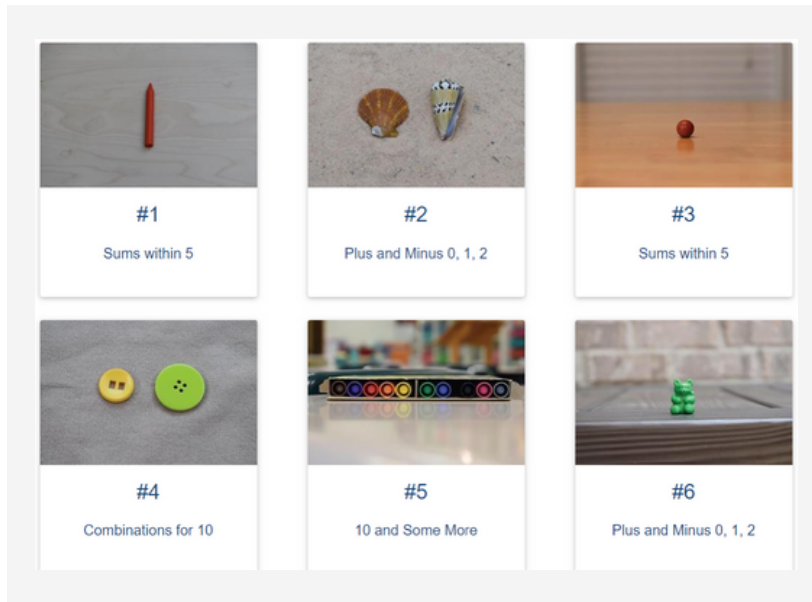 #1
Sums within 5
#2
Plus and Minus 0, 1, 2
#3
Sums within 5
#4
Combinations for 10
#5
10 and Some More
#6
Plus and Minus 0, 1, 2